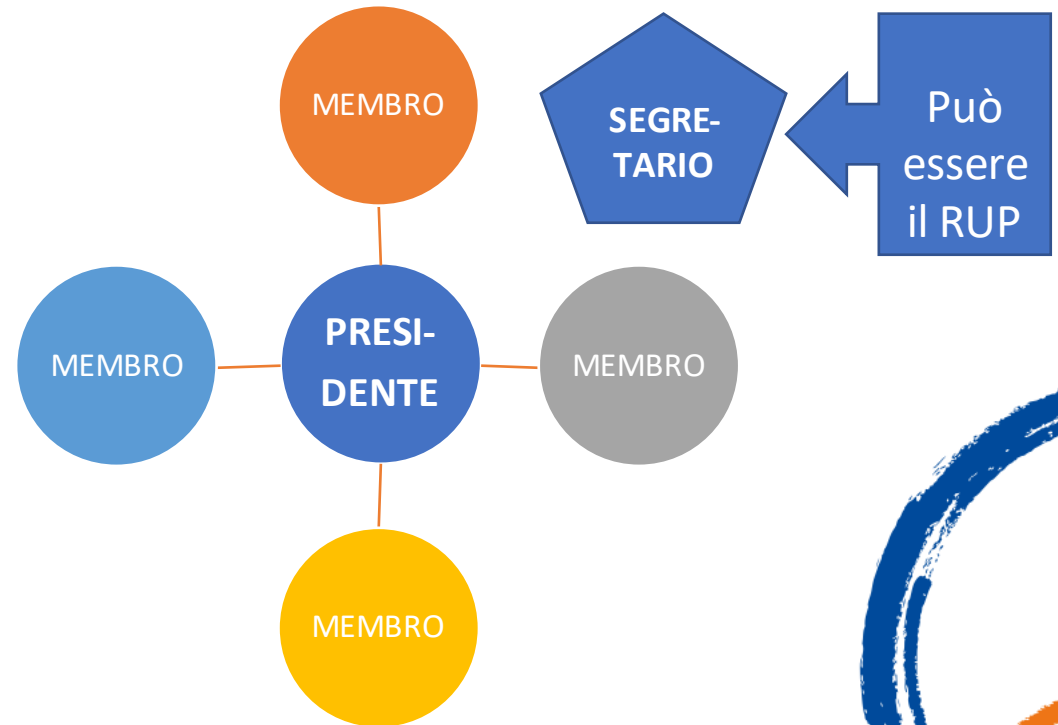 MEMBRO
SEGRE-
TARIO
Può
essere
il RUP
MEMBRO
PRESI-
DENTE
MEMBRO
MEMBRO